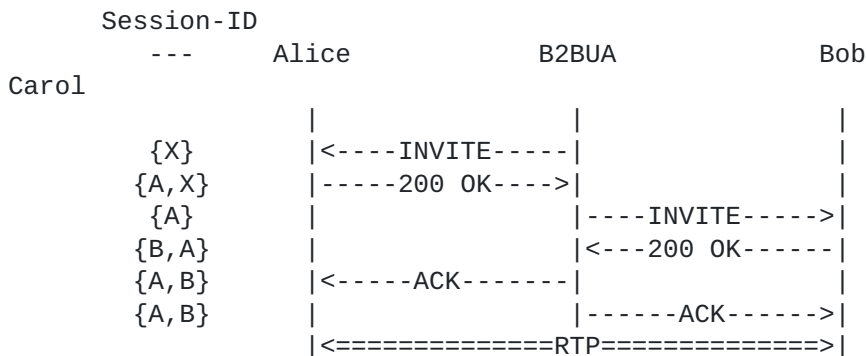 Session-ID
--- Alice B2BUA Bob
Carol
| | |
{X} |<----INVITE-----| |
{A,X} |-----200 OK---->| |
{A} | |----INVITE----->|
{B,A} | |<---200 OK------|
{A,B} |<-----ACK-------| |
{A,B} | |------ACK------>|
|<==============RTP==============>|